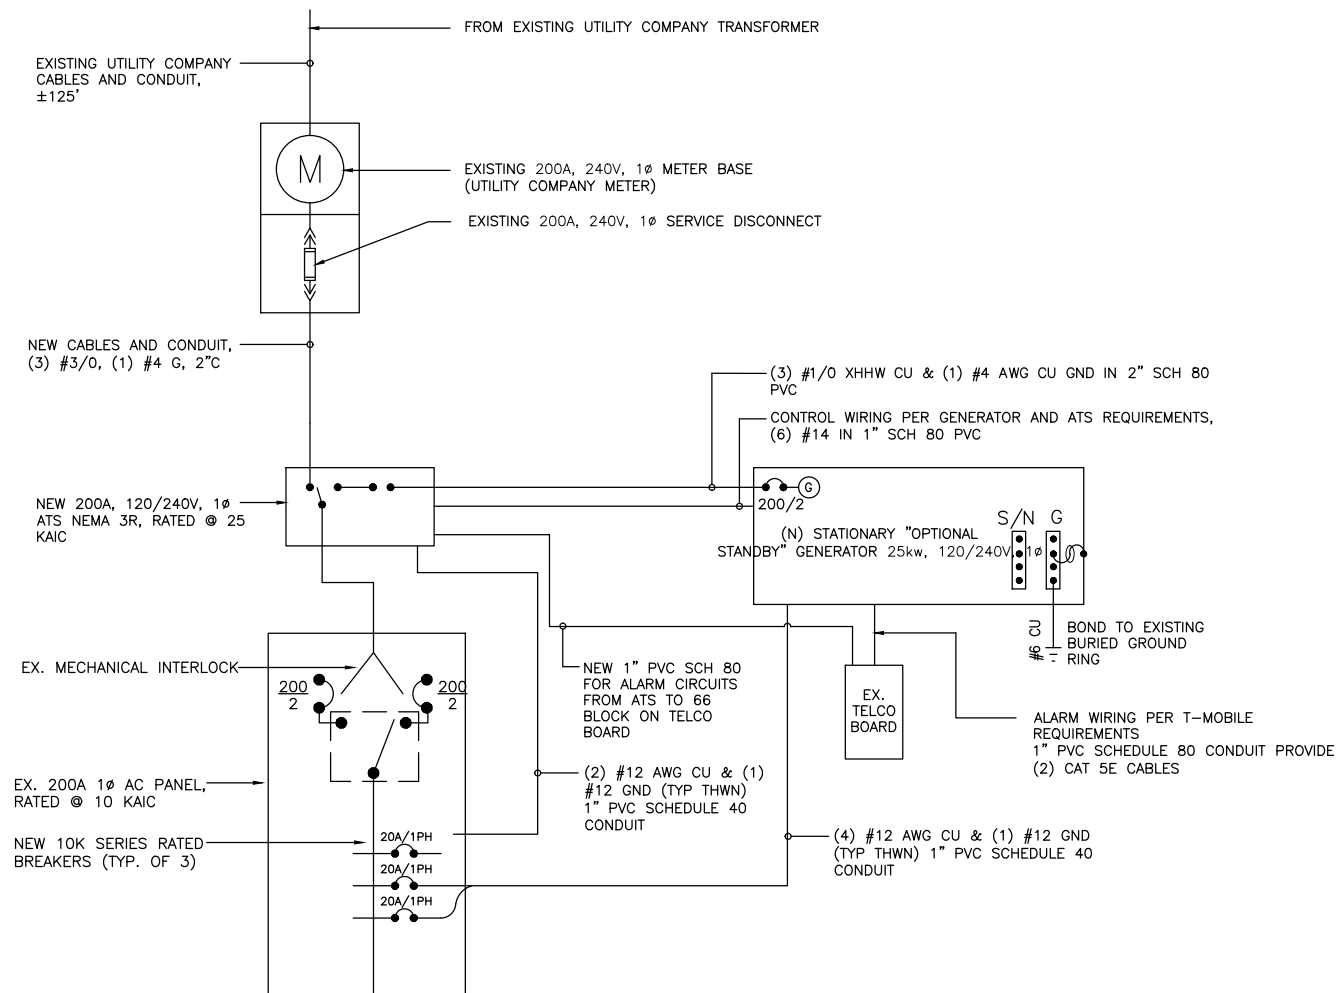 FROM EXISTING UTILITY COMPANY TRANSFORMER
EXISTING UTILITY COMPANY
CABLES AND CONDUIT,
±125'
M
EXISTING 200A, 240V, 1ø METER BASE
(UTILITY COMPANY METER)
EXISTING 200A, 240V, 1ø SERVICE DISCONNECT
NEW CABLES AND CONDUIT,
(3) #3/0, (1) #4 G, 2"C
(3) #1/0 XHHW CU & (1) #4 AWG CU GND IN 2" SCH 80
PVC
CONTROL WIRING PER GENERATOR AND ATS REQUIREMENTS,
(6) #14 IN 1" SCH 80 PVC
NEW 200A, 120/240V, 1ø
ATS NEMA 3R, RATED @ 25
KAIC
G
200/2
S/N G
(N) STATIONARY "OPTIONAL
STANDBY" GENERATOR 25kw, 120/240V, 1ø
#6 CU
BOND TO EXISTING
BURIED GROUND
RING
EX. MECHANICAL INTERLOCK
200
2
200
2
NEW 1" PVC SCH 80
FOR ALARM CIRCUITS
FROM ATS TO 66
BLOCK ON TELCO
BOARD
EX.
TELCO
BOARD
ALARM WIRING PER T-MOBILE
REQUIREMENTS
1" PVC SCHEDULE 80 CONDUIT PROVIDE
(2) CAT 5E CABLES
EX. 200A 1ø AC PANEL,
RATED @ 10 KAIC
(2) #12 AWG CU & (1)
#12 GND (TYP THWN)
1" PVC SCHEDULE 40
CONDUIT
NEW 10K SERIES RATED
BREAKERS (TYP. OF 3)
20A/1PH
20A/1PH
20A/1PH
(4) #12 AWG CU & (1) #12 GND
(TYP THWN) 1" PVC SCHEDULE 40
CONDUIT